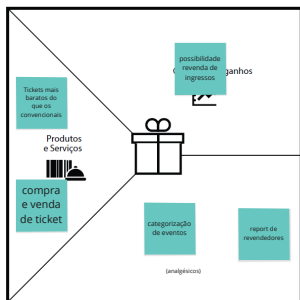 possibilidade
revenda de
ingressos
ganhos
Tickets mais
baratos do
que os
convencionais
Produtos
e Serviços
compra
e venda
de ticket
categorização
de eventos
report de
revendedores
(analgésicos)